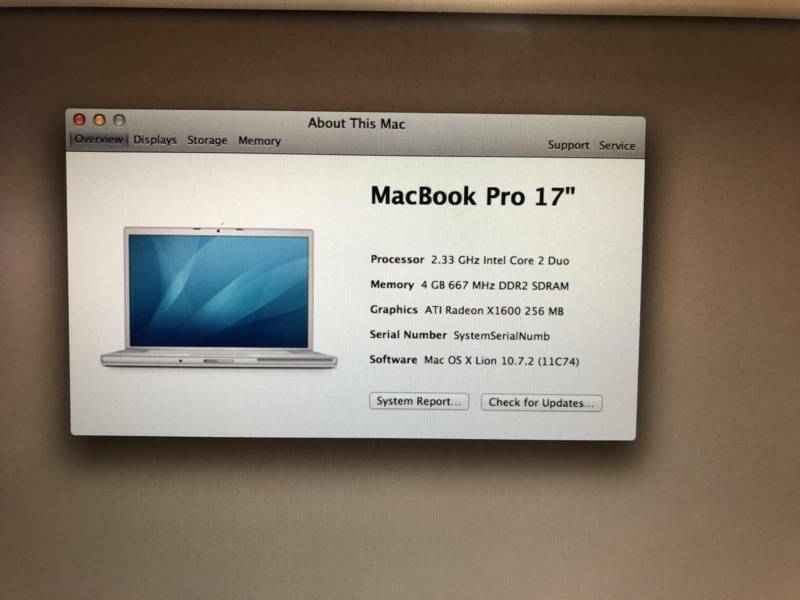 About This Mac
Overview Displays Storage Memory Support Service
MacBook Pro 17"
Processor 2.33 GHz Intel Core 2 Duo
Memory 4 GB 667 MHz DDR2 SDRAM
Graphics ATI Radeon X1600 256 MB
Serial Number SystemSerialNumb
Software Mac OS X Lion 10.7.2 (11C74)
System Report... Check for Updates...